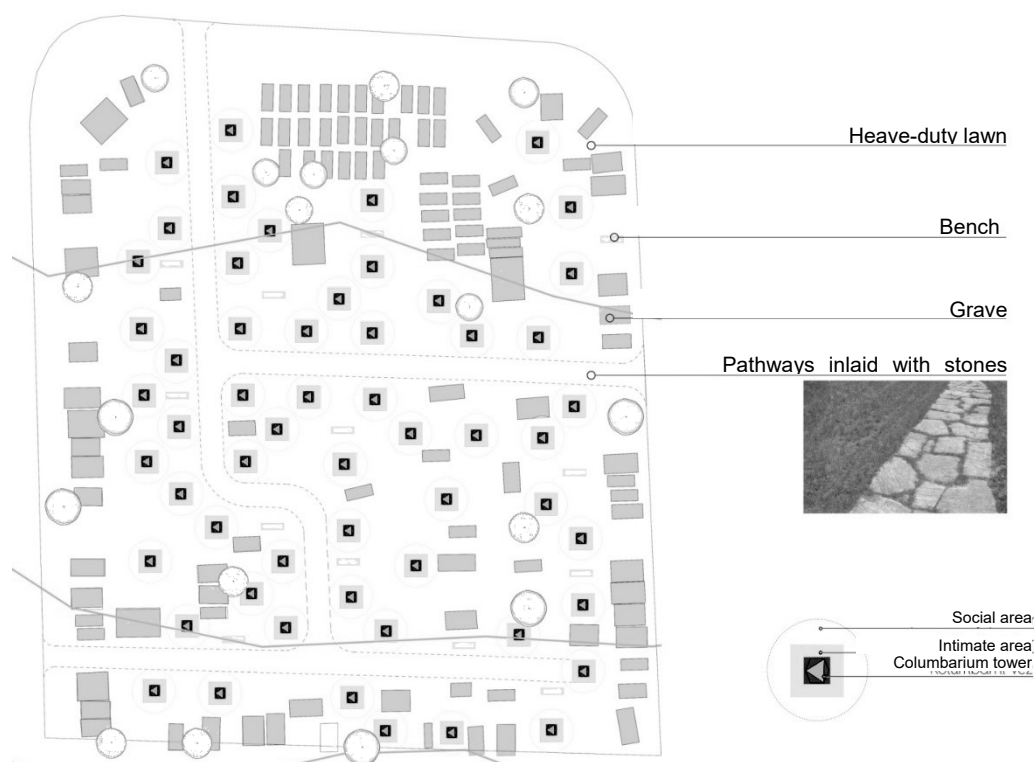 Heave-duty lawn
Bench
Grave
Pathways inlaid with stones
Social area
Intimate area
Columbarium tower